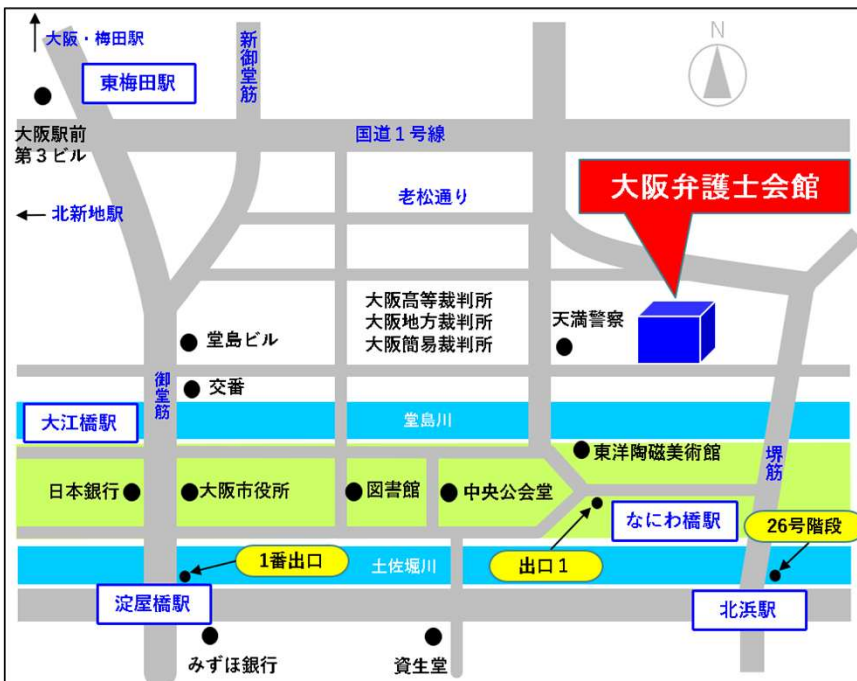 大阪・梅田駅
新御堂筋
N
東梅田駅
大阪駅前
第3ビル
国道1号線
大阪弁護士会館
老松通り
北新地駅
大阪高等裁判所
大阪地方裁判所
大阪簡易裁判所
天満警察
堂島ビル
御堂筋
交番
大江橋駅
堂島川
東洋陶磁美術館
堺筋
日本銀行
大阪市役所
図書館
中央公会堂
なにわ橋駅
26号階段
1番出口
土佐堀川
出口1
淀屋橋駅
北浜駅
みずほ銀行
資生堂